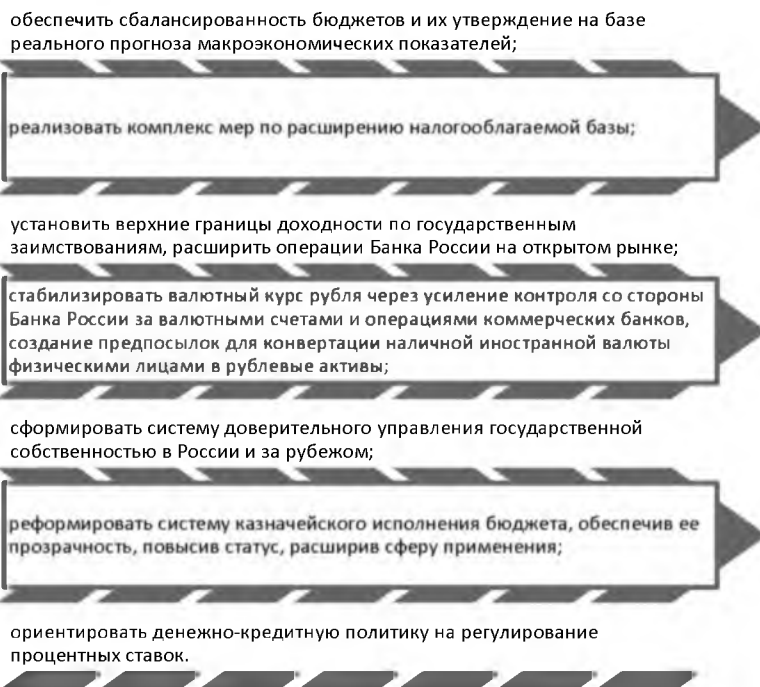 обеспечить сбалансированность бюджетов и их утверждение на базе
реального прогноза макроэкономических показателей;
реализовать комплекс мер по расширению налогооблагаемой базы;
установить верхние границы доходности по государственным
заимствованиям, расширить операции Банка России на открытом рынке;
стабилизировать валютный курс рубля через усиление контроля со стороны
Банка России за валютными счетами и операциями коммерческих банков,
создание предпосылок для конвертации наличной иностранной валюты
физическими лицами в рублевые активы;
сформировать систему доверительного управления государственной
собственностью в России и за рубежом;
реформировать систему казначейского исполнения бюджета, обеспечив ее
прозрачность, повысив статус, расширив сферу применения;
ориентировать денежно-кредитную политику на регулирование
процентных ставок.